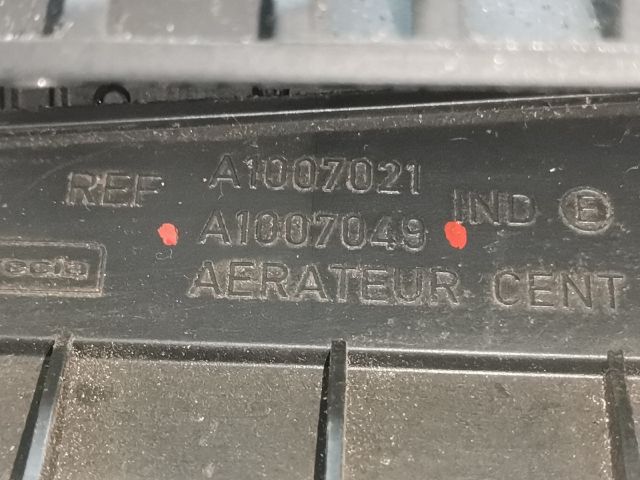 A1007021
REF IND E
A1007049
AERATEUR CENT